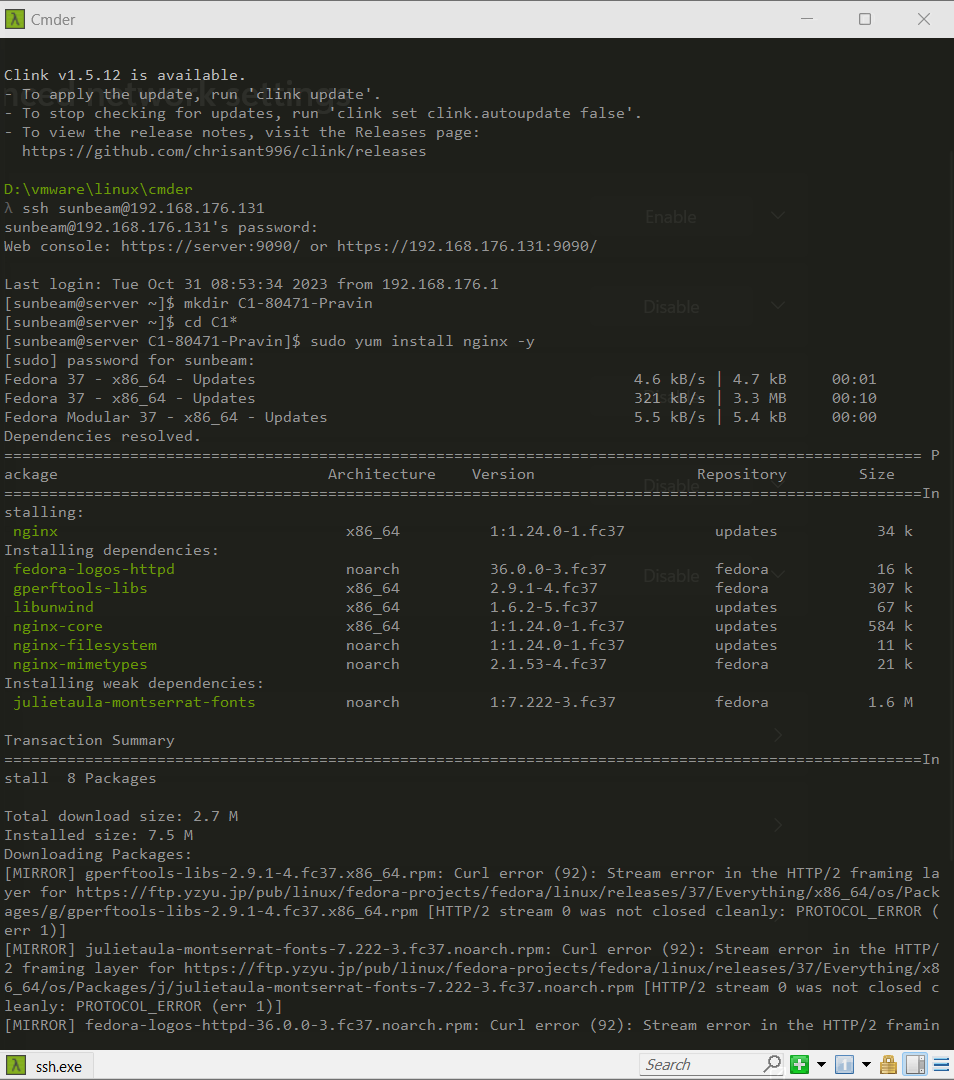 Cmder
Clink v1.5.12 is available.
- To apply the update, run 'clink update'.
- To stop checking for updates, run 'clink set clink.autoupdate false'.
- To view the release notes, visit the Releases page:
https://github.com/chrisant996/clink/releases
D:\vmware\linux\cmder
λ ssh sunbeam@192.168.176.131
sunbeam@192.168.176.131's password:
Web console: https://server:9090/ or https://192.168.176.131:9090/
Last login: Tue Oct 31 08:53:34 2023 from 192.168.176.1
[sunbeam@server ~]$ mkdir C1-80471-Pravin
[sunbeam@server ~]$ cd C1*
[sunbeam@server C1-80471-Pravin]$ sudo yum install nginx -y
[sudo] password for sunbeam:
Fedora 37 - x86_64 - Updates 4.6 kB/s | 4.7 kB 00:01
Fedora 37 - x86_64 - Updates 321 kB/s | 3.3 MB 00:10
Fedora Modular 37 - x86_64 - Updates 5.5 kB/s | 5.4 kB 00:00
Dependencies resolved.
====================================================================================================== P
ackage Architecture Version Repository Size
======================================================================================================In
stalling:
nginx x86_64 1:1.24.0-1.fc37 updates 34 k
Installing dependencies:
fedora-logos-httpd noarch 36.0.0-3.fc37 fedora 16 k
gperftools-libs x86_64 2.9.1-4.fc37 fedora 307 k
libunwind x86_64 1.6.2-5.fc37 updates 67 k
nginx-core x86_64 1:1.24.0-1.fc37 updates 584 k
nginx-filesystem noarch 1:1.24.0-1.fc37 updates 11 k
nginx-mimetypes noarch 2.1.53-4.fc37 fedora 21 k
Installing weak dependencies:
julietaula-montserrat-fonts noarch 1:7.222-3.fc37 fedora 1.6 M
Transaction Summary
======================================================================================================In
stall 8 Packages
Total download size: 2.7 M
Installed size: 7.5 M
Downloading Packages:
[MIRROR] gperftools-libs-2.9.1-4.fc37.x86_64.rpm: Curl error (92): Stream error in the HTTP/2 framing la
yer for https://ftp.yzyu.jp/pub/linux/fedora-projects/fedora/linux/releases/37/Everything/x86_64/os/Pack
ages/g/gperftools-libs-2.9.1-4.fc37.x86_64.rpm [HTTP/2 stream 0 was not closed cleanly: PROTOCOL_ERROR (
err 1)]
[MIRROR] julietaula-montserrat-fonts-7.222-3.fc37.noarch.rpm: Curl error (92): Stream error in the HTTP/
2 framing layer for https://ftp.yzyu.jp/pub/linux/fedora-projects/fedora/linux/releases/37/Everything/x8
6_64/os/Packages/j/julietaula-montserrat-fonts-7.222-3.fc37.noarch.rpm [HTTP/2 stream 0 was not closed c
leanly: PROTOCOL_ERROR (err 1)]
[MIRROR] fedora-logos-httpd-36.0.0-3.fc37.noarch.rpm: Curl error (92): Stream error in the HTTP/2 framin
network settings
Enable
Disable
Disable
Disable
ssh.exe
Search
1